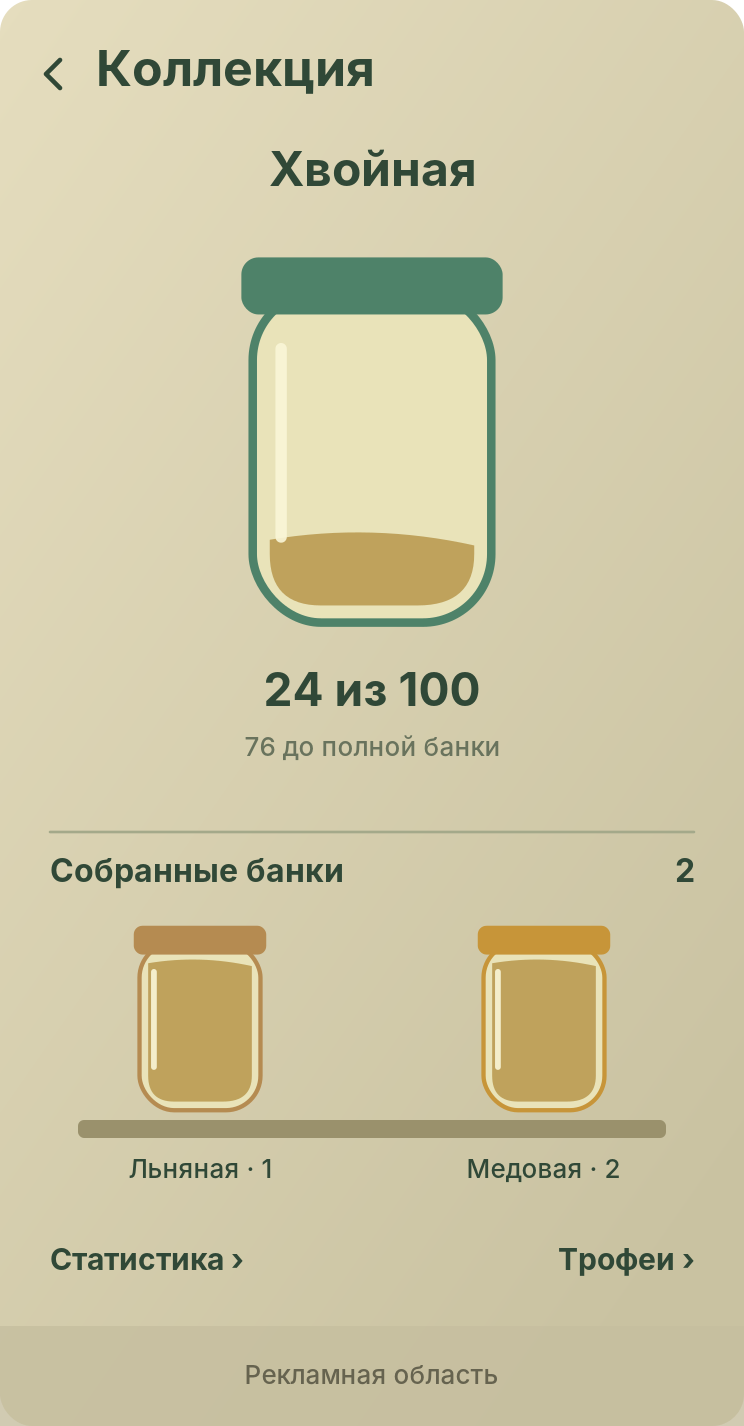 Коллекция
Хвойная
24 из 100
76 до полной банки
Собранные банки 2
Льняная · 1 Медовая · 2
Статистика › Трофеи ›
Рекламная область